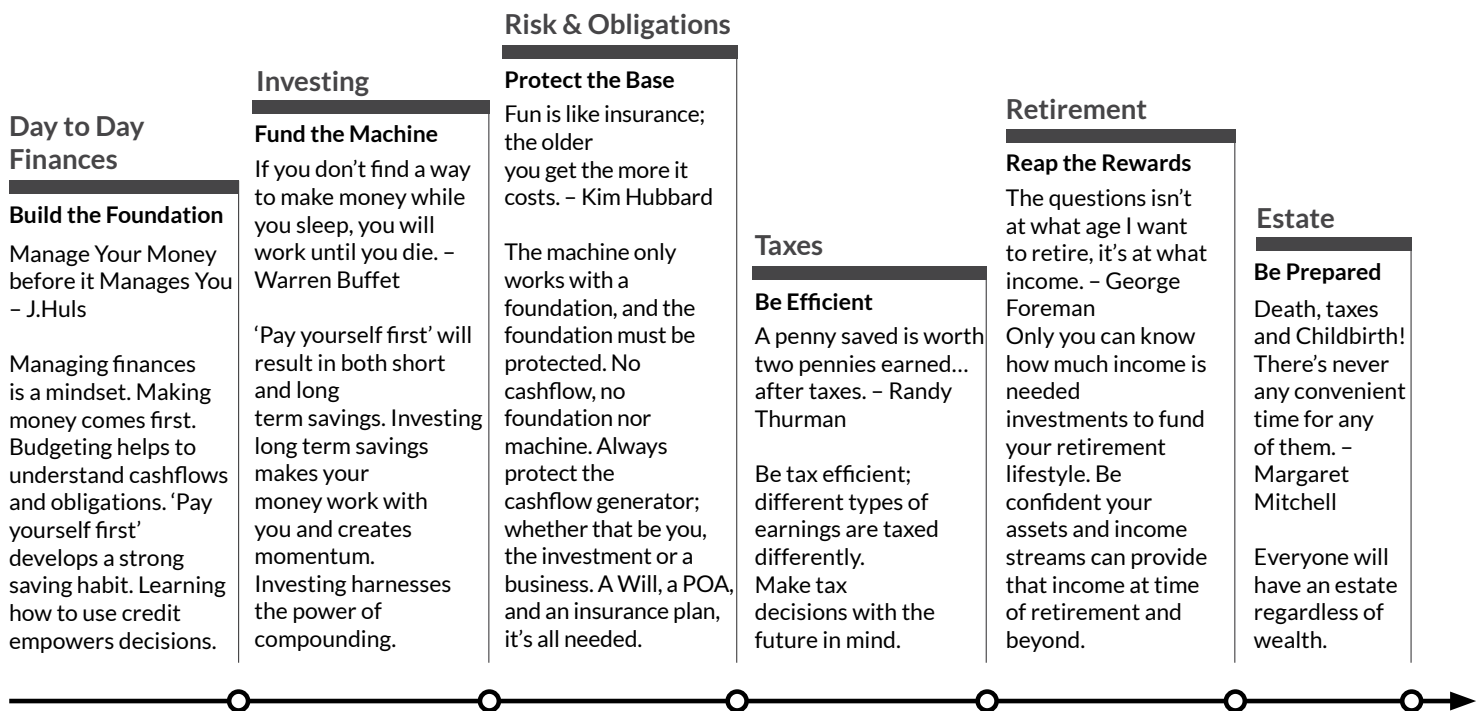 Day to Day
Finances
Build the Foundation
Manage Your Money
before it Manages You
– J.Huls
Managing finances
is a mindset. Making
money comes first.
Budgeting helps to
understand cashflows
and obligations. ‘Pay
yourself first’
develops a strong
saving habit. Learning
how to use credit
empowers decisions.
Investing
Fund the Machine
If you don’t find a way
to make money while
you sleep, you will
work until you die. –
Warren Buffet
‘Pay yourself first’ will
result in both short
and long
term savings. Investing
long term savings
makes your
money work with
you and creates
momentum.
Investing harnesses
the power of
compounding.
Risk & Obligations
Protect the Base
Fun is like insurance;
the older
you get the more it
costs. – Kim Hubbard
The machine only
works with a
foundation, and the
foundation must be
protected. No
cashflow, no
foundation nor
machine. Always
protect the
cashflow generator;
whether that be you,
the investment or a
business. A Will, a POA,
and an insurance plan,
it’s all needed.
Taxes
Be Efficient
A penny saved is worth
two pennies earned...
after taxes. – Randy
Thurman
Be tax efficient;
different types of
earnings are taxed
differently.
Make tax
decisions with the
future in mind.
Retirement
Reap the Rewards
The questions isn’t
at what age I want
to retire, it’s at what
income. – George
Foreman
Only you can know
how much income is
needed
investments to fund
your retirement
lifestyle. Be
confident your
assets and income
streams can provide
that income at time
of retirement and
beyond.
Estate
Be Prepared
Death, taxes
and Childbirth!
There’s never
any convenient
time for any
of them. –
Margaret
Mitchell
Everyone will
have an estate
regardless of
wealth.